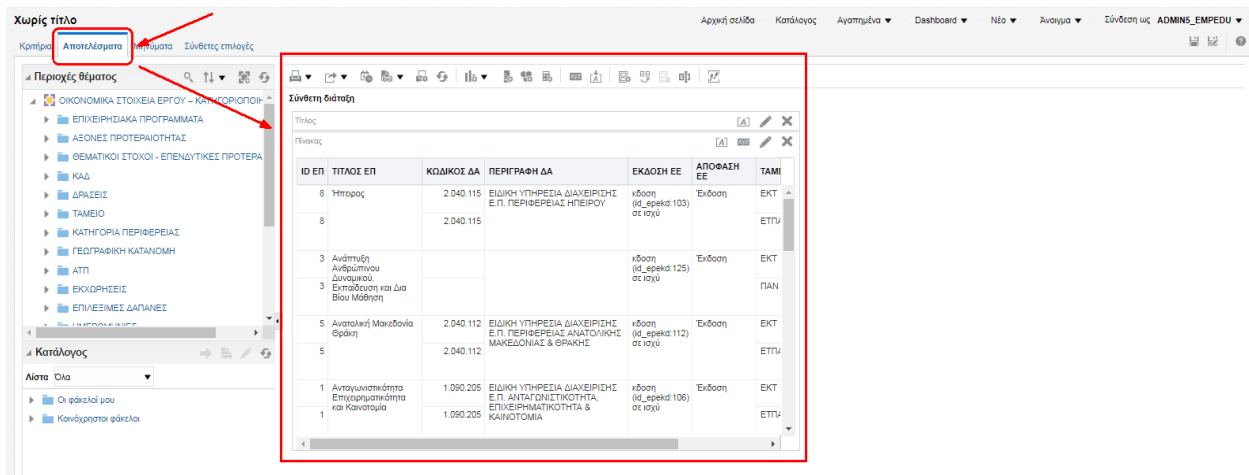 Χωρίς τίτλο
Αρχική σελίδα Κατάλογος Αγαπημένα Dashboard Νέο Άνοιγμα Σύνδεση ως ADMIN5_EMPEDU
Κριτήρια Αποτελέσματα Μηνύματα Σύνθετες επιλογές
Περιοχές θέματος
ΟΙΚΟΝΟΜΙΚΑ ΣΤΟΙΧΕΙΑ ΕΡΓΟΥ – ΚΑΤΗΓΟΡΙΟΠΟΙΗ
ΕΠΙΧΕΙΡΗΣΙΑΚΑ ΠΡΟΓΡΑΜΜΑΤΑ
ΑΞΟΝΕΣ ΠΡΟΤΕΡΑΙΟΤΗΤΑΣ
ΘΕΜΑΤΙΚΟΙ ΣΤΟΧΟΙ - ΕΠΕΝΔΥΤΙΚΕΣ ΠΡΟΤΕΡΑ
ΚΑΔ
ΔΡΑΣΕΙΣ
ΤΑΜΕΙΟ
ΚΑΤΗΓΟΡΙΑ ΠΕΡΙΦΕΡΕΙΑΣ
ΓΕΩΓΡΑΦΙΚΗ ΚΑΤΑΝΟΜΗ
ΑΤΠ
ΕΚΧΩΡΗΣΕΙΣ
ΕΠΙΛΕΞΙΜΕΣ ΔΑΠΑΝΕΣ
ΗΜΕΡΟΜΗΝΙΕΣ
Κατάλογος
Λίστα Όλα
Οι φάκελοί μου
Κοινόχρηστοι φάκελοι
Σύνθετη διάταξη
Τίτλος
Πίνακας
ID ΕΠ ΤΙΤΛΟΣ ΕΠ ΚΩΔΙΚΟΣ ΔΑ ΠΕΡΙΓΡΑΦΗ ΔΑ ΕΚΔΟΣΗ ΕΕ ΑΠΟΦΑΣΗ ΕΕ ΤΑΜΙ
8 Ήπειρος 2.040.115 ΕΙΔΙΚΗ ΥΠΗΡΕΣΙΑ ΔΙΑΧΕΙΡΙΣΗΣ κδοση Έκδοση ΕΚΤ
Ε.Π. ΠΕΡΙΦΕΡΕΙΑΣ ΗΠΕΙΡΟΥ (id_epekd:103)
σε ισχύ
8 2.040.115 ΕΤΠΑ
3 Ανάπτυξη κδοση Έκδοση ΕΚΤ
Ανθρώπινου (id_epekd:125)
Δυναμικού, σε ισχύ
3 Εκπαίδευση και Δια ΠΑΝ
Βίου Μάθηση
5 Ανατολική Μακεδονία 2.040.112 ΕΙΔΙΚΗ ΥΠΗΡΕΣΙΑ ΔΙΑΧΕΙΡΙΣΗΣ κδοση Έκδοση ΕΚΤ
Θράκη Ε.Π. ΠΕΡΙΦΕΡΕΙΑΣ ΑΝΑΤΟΛΙΚΗΣ (id_epekd:112)
ΜΑΚΕΔΟΝΙΑΣ & ΘΡΑΚΗΣ σε ισχύ
5 2.040.112 ΕΤΠΑ
1 Ανταγωνιστικότητα 1.090.205 ΕΙΔΙΚΗ ΥΠΗΡΕΣΙΑ ΔΙΑΧΕΙΡΙΣΗΣ κδοση Έκδοση ΕΚΤ
Επιχειρηματικότητα Ε.Π. ΑΝΤΑΓΩΝΙΣΤΙΚΟΤΗΤΑ, (id_epekd:106)
και Καινοτομία ΕΠΙΧΕΙΡΗΜΑΤΙΚΟΤΗΤΑ & σε ισχύ
1 1.090.205 ΚΑΙΝΟΤΟΜΙΑ ΕΤΠΑ